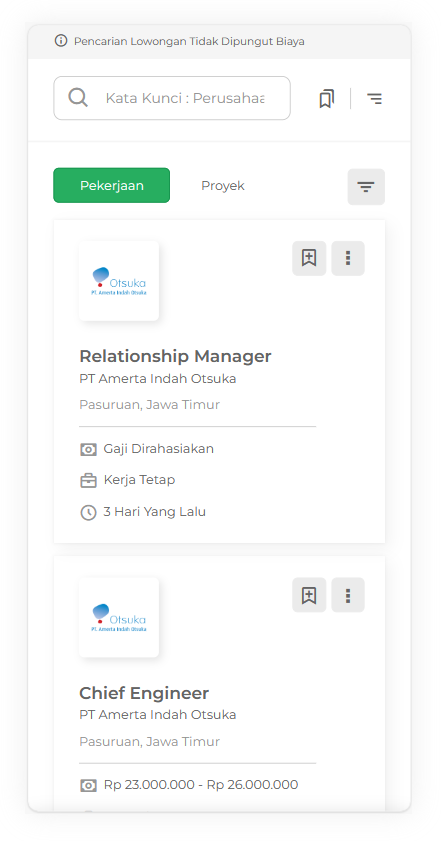 Pencarian Lowongan Tidak Dipungut Biaya
Kata Kunci : Perusahaa
Pekerjaan
Proyek
Otsuka
PT. Amerta Indah Otsuka
Relationship Manager
PT Amerta Indah Otsuka
Pasuruan, Jawa Timur
Gaji Dirahasiakan
Kerja Tetap
3 Hari Yang Lalu
Otsuka
PT. Amerta Indah Otsuka
Chief Engineer
PT Amerta Indah Otsuka
Pasuruan, Jawa Timur
Rp 23.000.000 - Rp 26.000.000